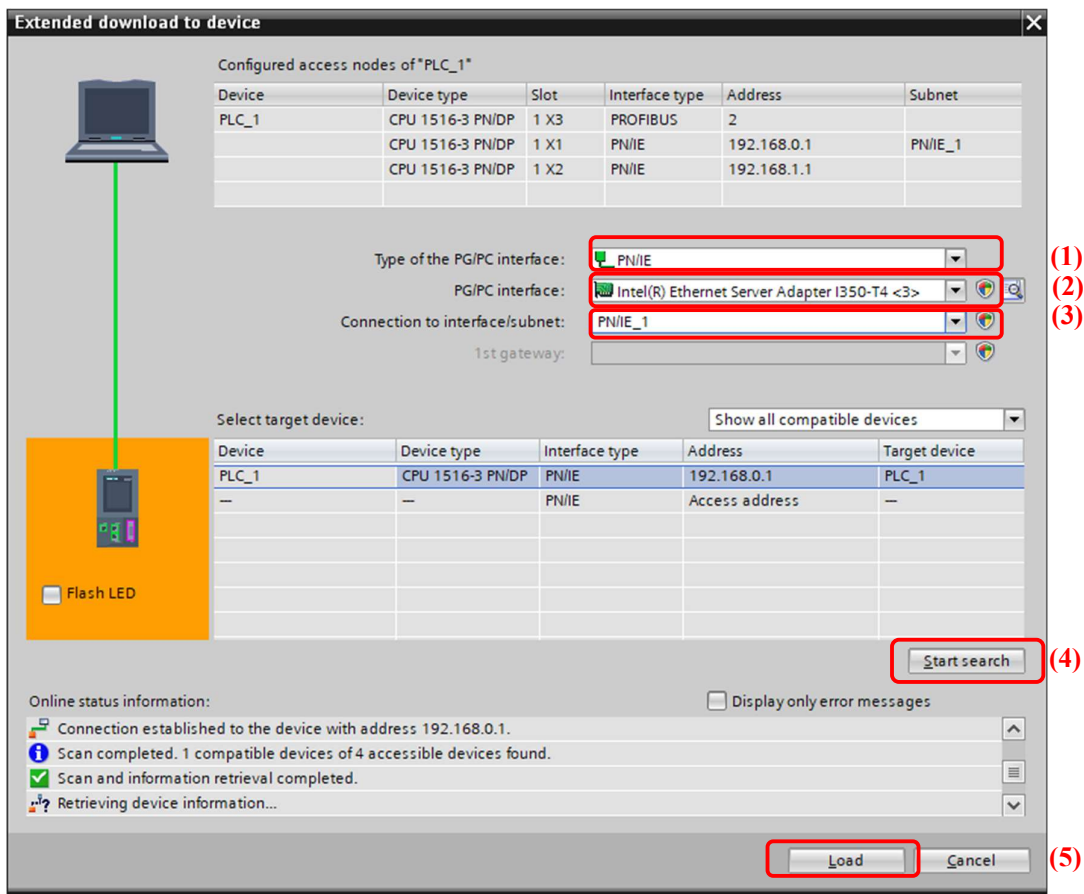 Extended download to device
Configured access nodes of "PLC_1"
Device Device type Slot Interface type Address Subnet
PLC_1 CPU 1516-3 PN/DP 1 X3 PROFIBUS 2
CPU 1516-3 PN/DP 1 X1 PN/IE 192.168.0.1 PN/IE_1
CPU 1516-3 PN/DP 1 X2 PN/IE 192.168.1.1
Type of the PG/PC interface: PN/IE (1)
PG/PC interface: Intel(R) Ethernet Server Adapter I350-T4 <3> (2)
Connection to interface/subnet: PN/IE_1 (3)
1st gateway:
Select target device: Show all compatible devices
Device Device type Interface type Address Target device
PLC_1 CPU 1516-3 PN/DP PN/IE 192.168.0.1 PLC_1
— — PN/IE Access address —
Flash LED
Start search (4)
Online status information: Display only error messages
Connection established to the device with address 192.168.0.1.
Scan completed. 1 compatible devices of 4 accessible devices found.
Scan and information retrieval completed.
Retrieving device information...
Load Cancel (5)